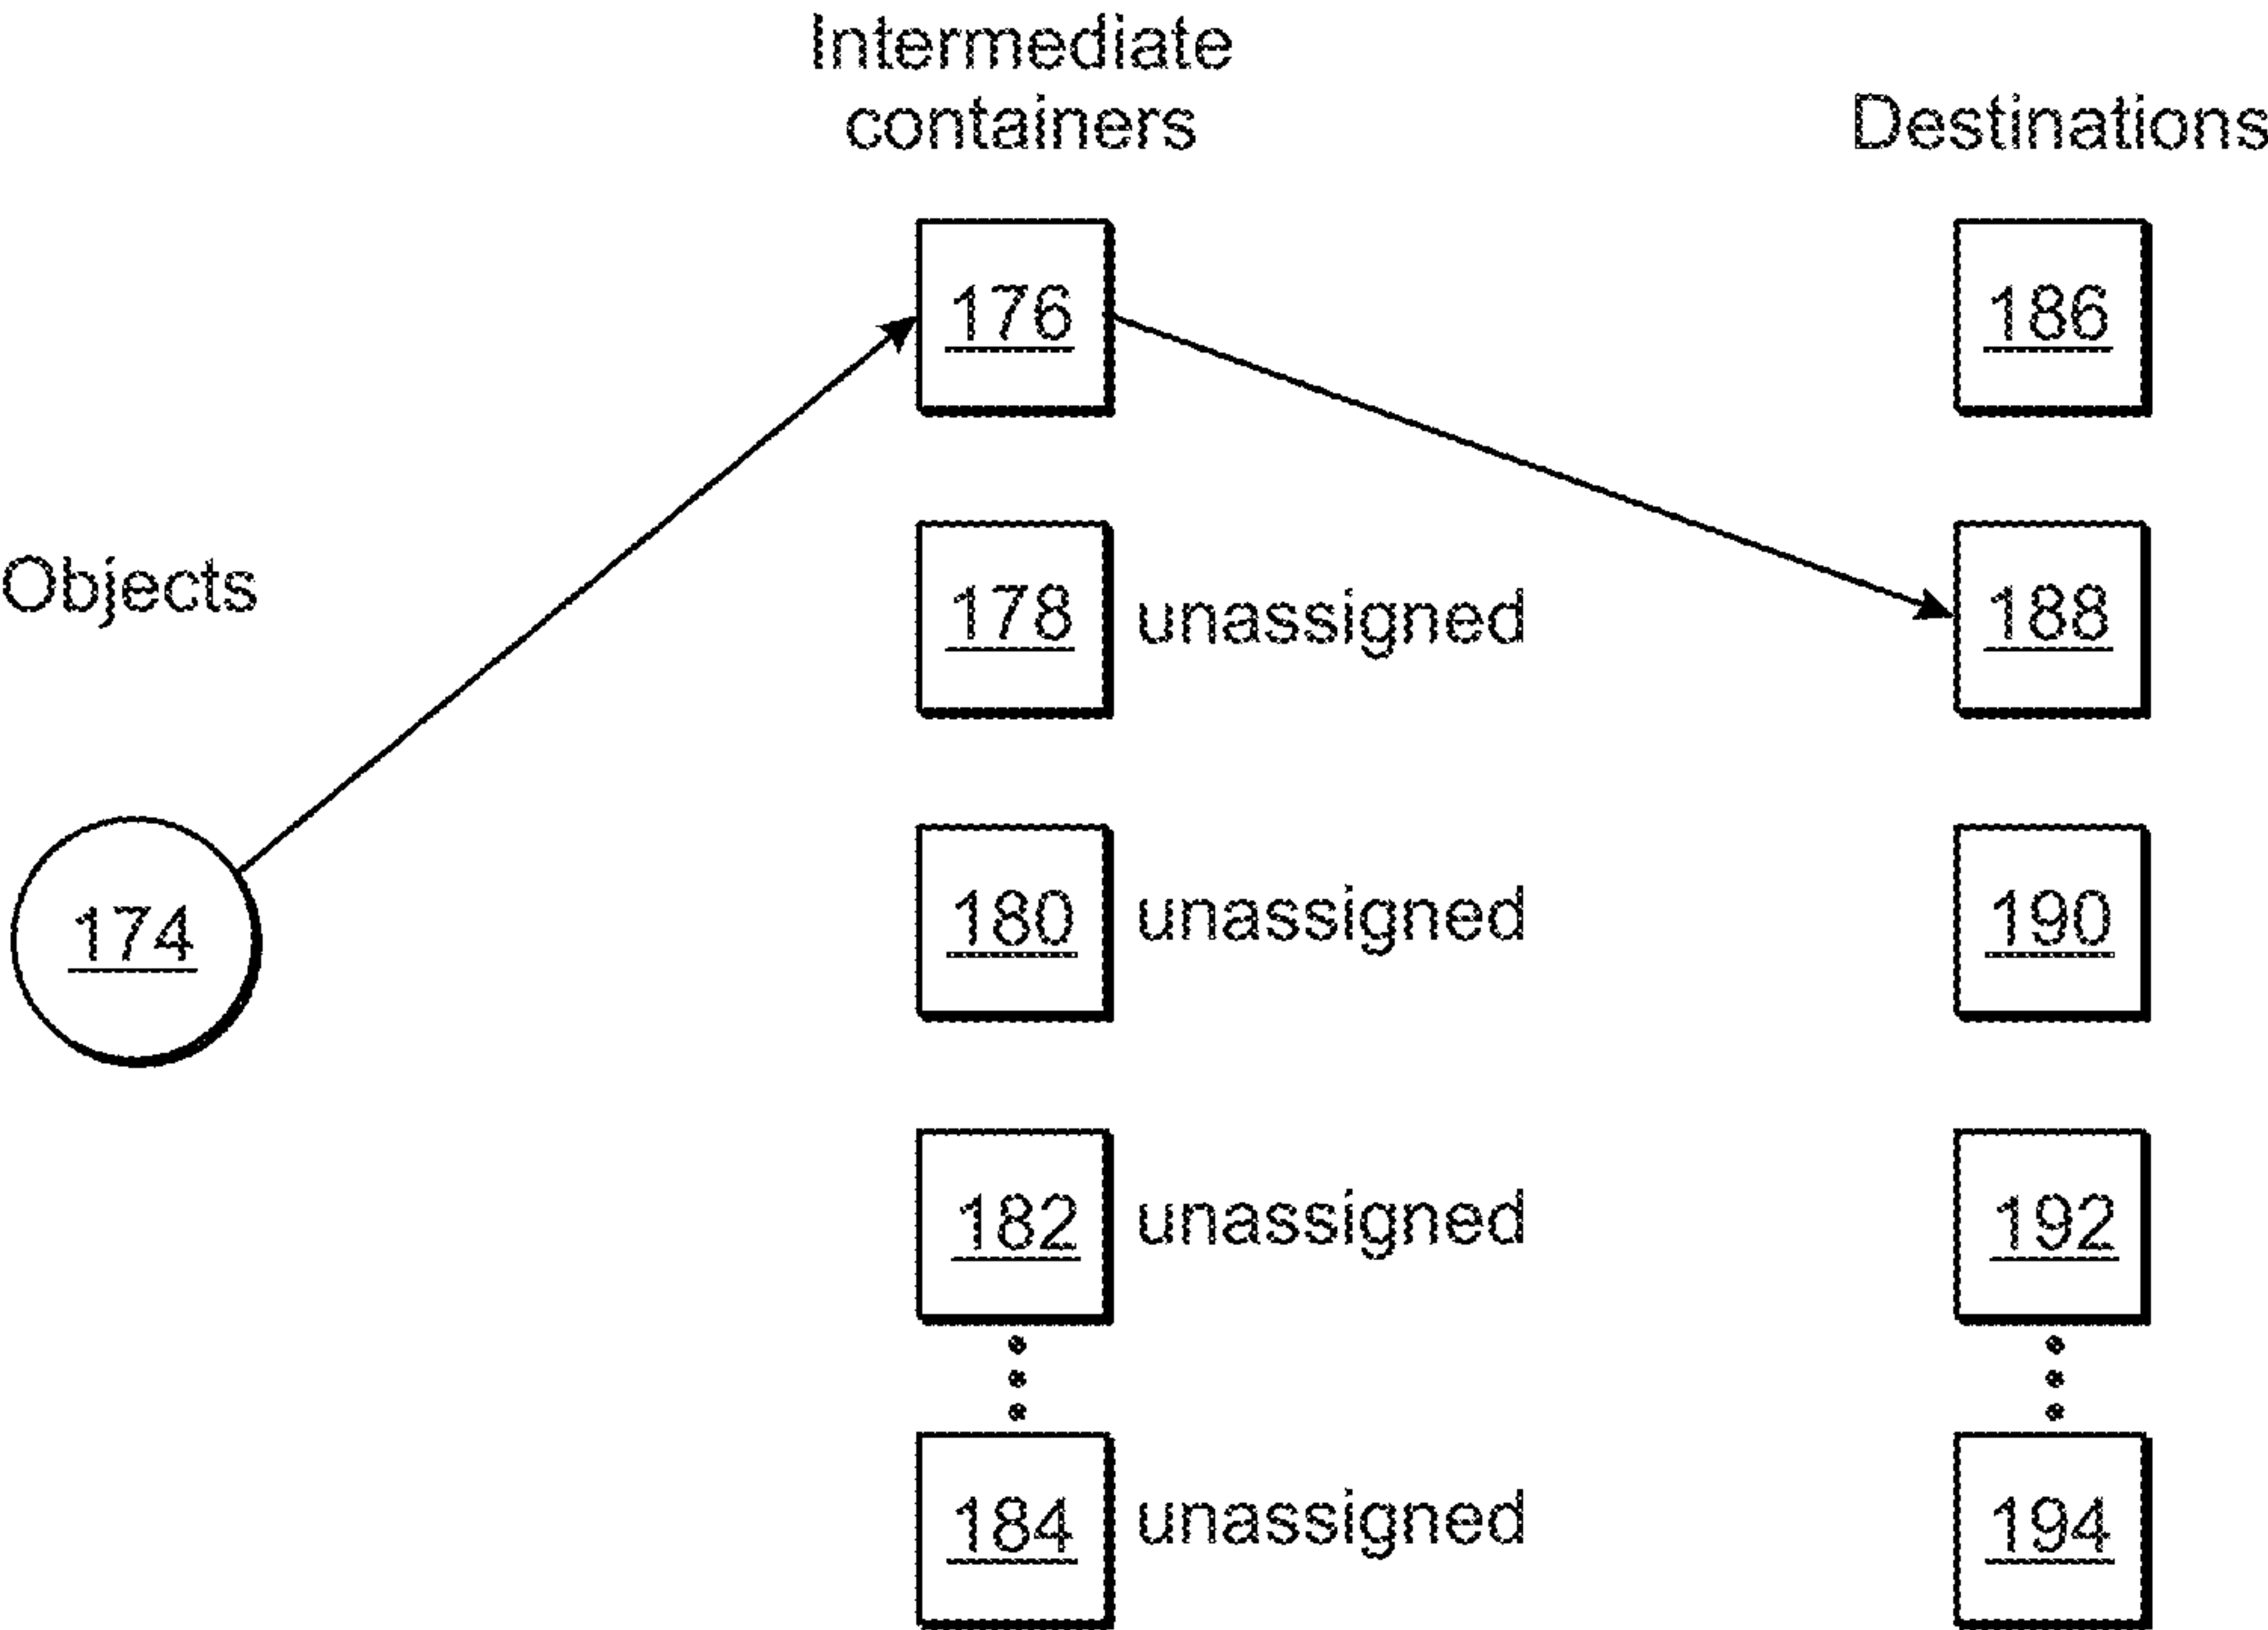 Intermediate
containers
Destinations
176
186
Objects
178 unassigned
188
174
180 unassigned
190
182 unassigned
192
184 unassigned
194